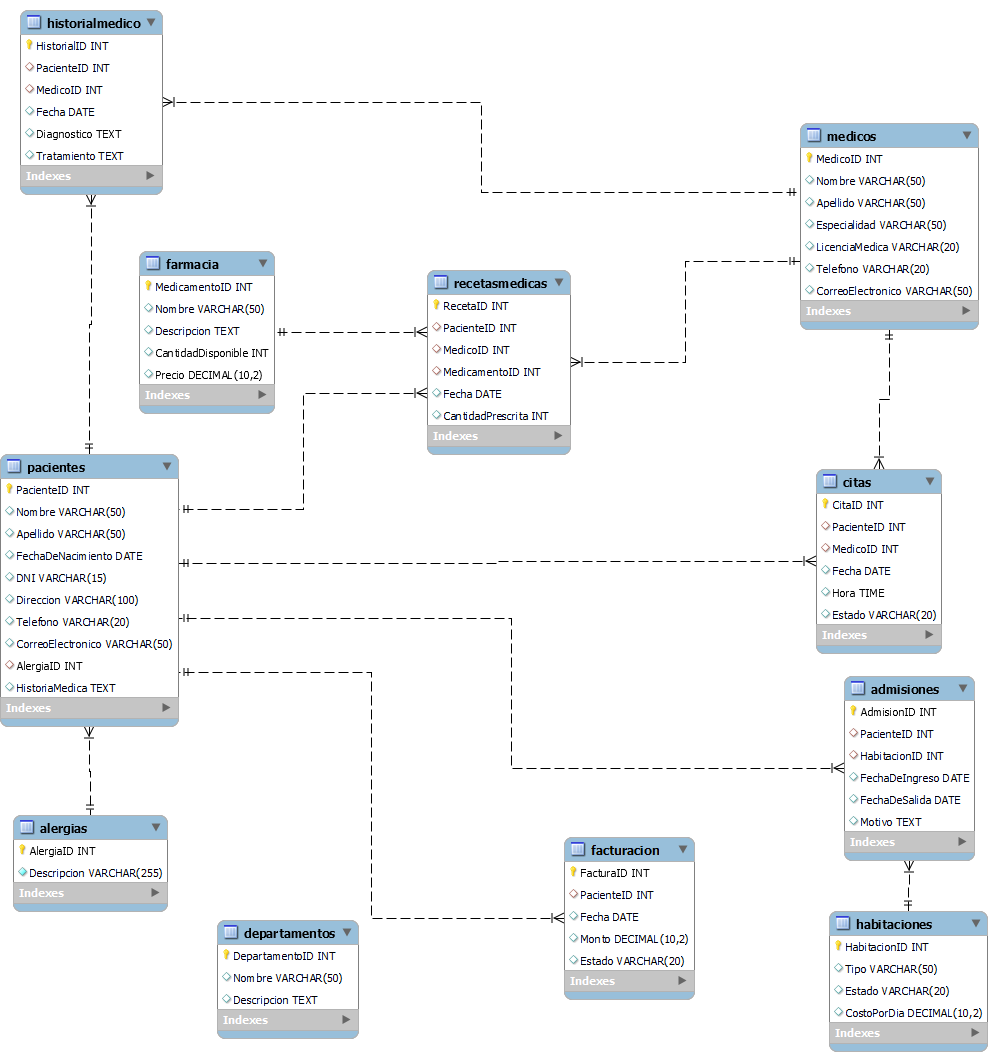 historialmedico
HistorialID INT
PacienteID INT
MedicoID INT
Fecha DATE
Diagnostico TEXT
Tratamiento TEXT
Indexes
medicos
MedicoID INT
Nombre VARCHAR(50)
Apellido VARCHAR(50)
Especialidad VARCHAR(50)
LicenciaMedica VARCHAR(20)
Telefono VARCHAR(20)
CorreoElectronico VARCHAR(50)
Indexes
farmacia
MedicamentoID INT
Nombre VARCHAR(50)
Descripcion TEXT
CantidadDisponible INT
Precio DECIMAL(10,2)
Indexes
recetasmedicas
RecetaID INT
PacienteID INT
MedicoID INT
MedicamentoID INT
Fecha DATE
CantidadPrescrita INT
Indexes
pacientes
PacienteID INT
Nombre VARCHAR(50)
Apellido VARCHAR(50)
FechaDeNacimiento DATE
DNI VARCHAR(15)
Direccion VARCHAR(100)
Telefono VARCHAR(20)
CorreoElectronico VARCHAR(50)
AlergiaID INT
HistoriaMedica TEXT
Indexes
citas
CitaID INT
PacienteID INT
MedicoID INT
Fecha DATE
Hora TIME
Estado VARCHAR(20)
Indexes
admisiones
AdmisionID INT
PacienteID INT
HabitacionID INT
FechaDeIngreso DATE
FechaDeSalida DATE
Motivo TEXT
Indexes
alergias
AlergiaID INT
Descripcion VARCHAR(255)
Indexes
facturacion
FacturaID INT
PacienteID INT
Fecha DATE
Monto DECIMAL(10,2)
Estado VARCHAR(20)
Indexes
departamentos
DepartamentoID INT
Nombre VARCHAR(50)
Descripcion TEXT
Indexes
habitaciones
HabitacionID INT
Tipo VARCHAR(50)
Estado VARCHAR(20)
CostoPorDia DECIMAL(10,2)
Indexes